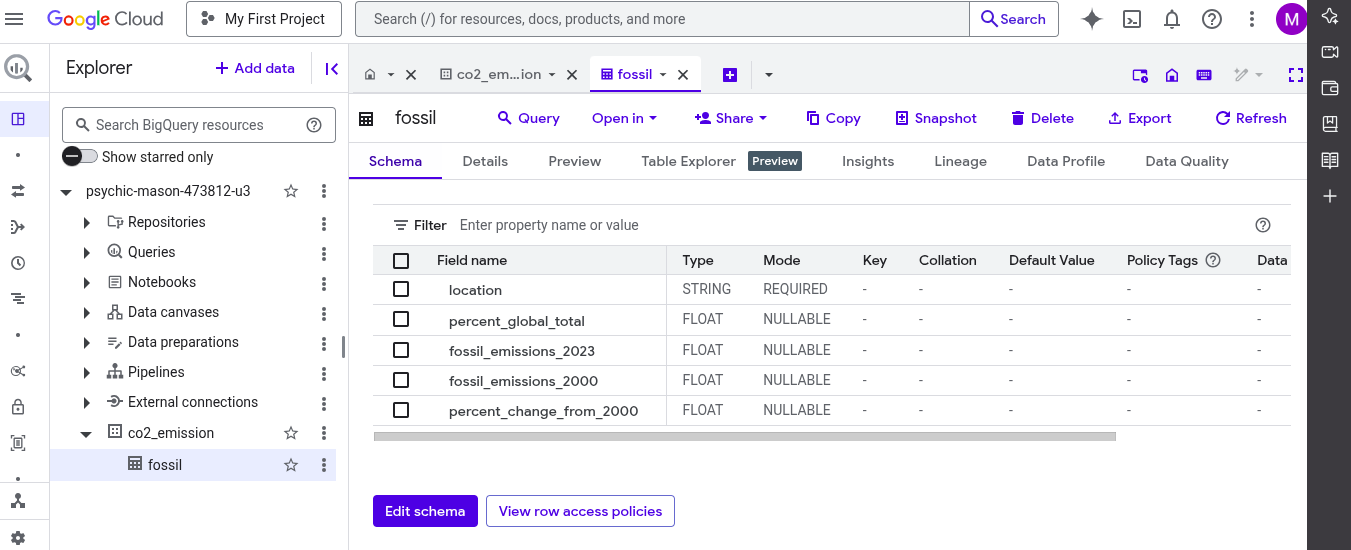 Google Cloud
My First Project
Search (/) for resources, docs, products, and more
Search
M
Explorer
+ Add data
co2_em...ion
fossil
Search BigQuery resources
Show starred only
psychic-mason-473812-u3
Repositories
Queries
Notebooks
Data canvases
Data preparations
Pipelines
External connections
co2_emission
fossil
fossil
Query
Open in
Share
Copy
Snapshot
Delete
Export
Refresh
Schema
Details
Preview
Table Explorer
Preview
Insights
Lineage
Data Profile
Data Quality
Filter Enter property name or value
Field name Type Mode Key Collation Default Value Policy Tags Data
location STRING REQUIRED - - - - -
percent_global_total FLOAT NULLABLE - - - - -
fossil_emissions_2023 FLOAT NULLABLE - - - - -
fossil_emissions_2000 FLOAT NULLABLE - - - - -
percent_change_from_2000 FLOAT NULLABLE - - - - -
Edit schema
View row access policies